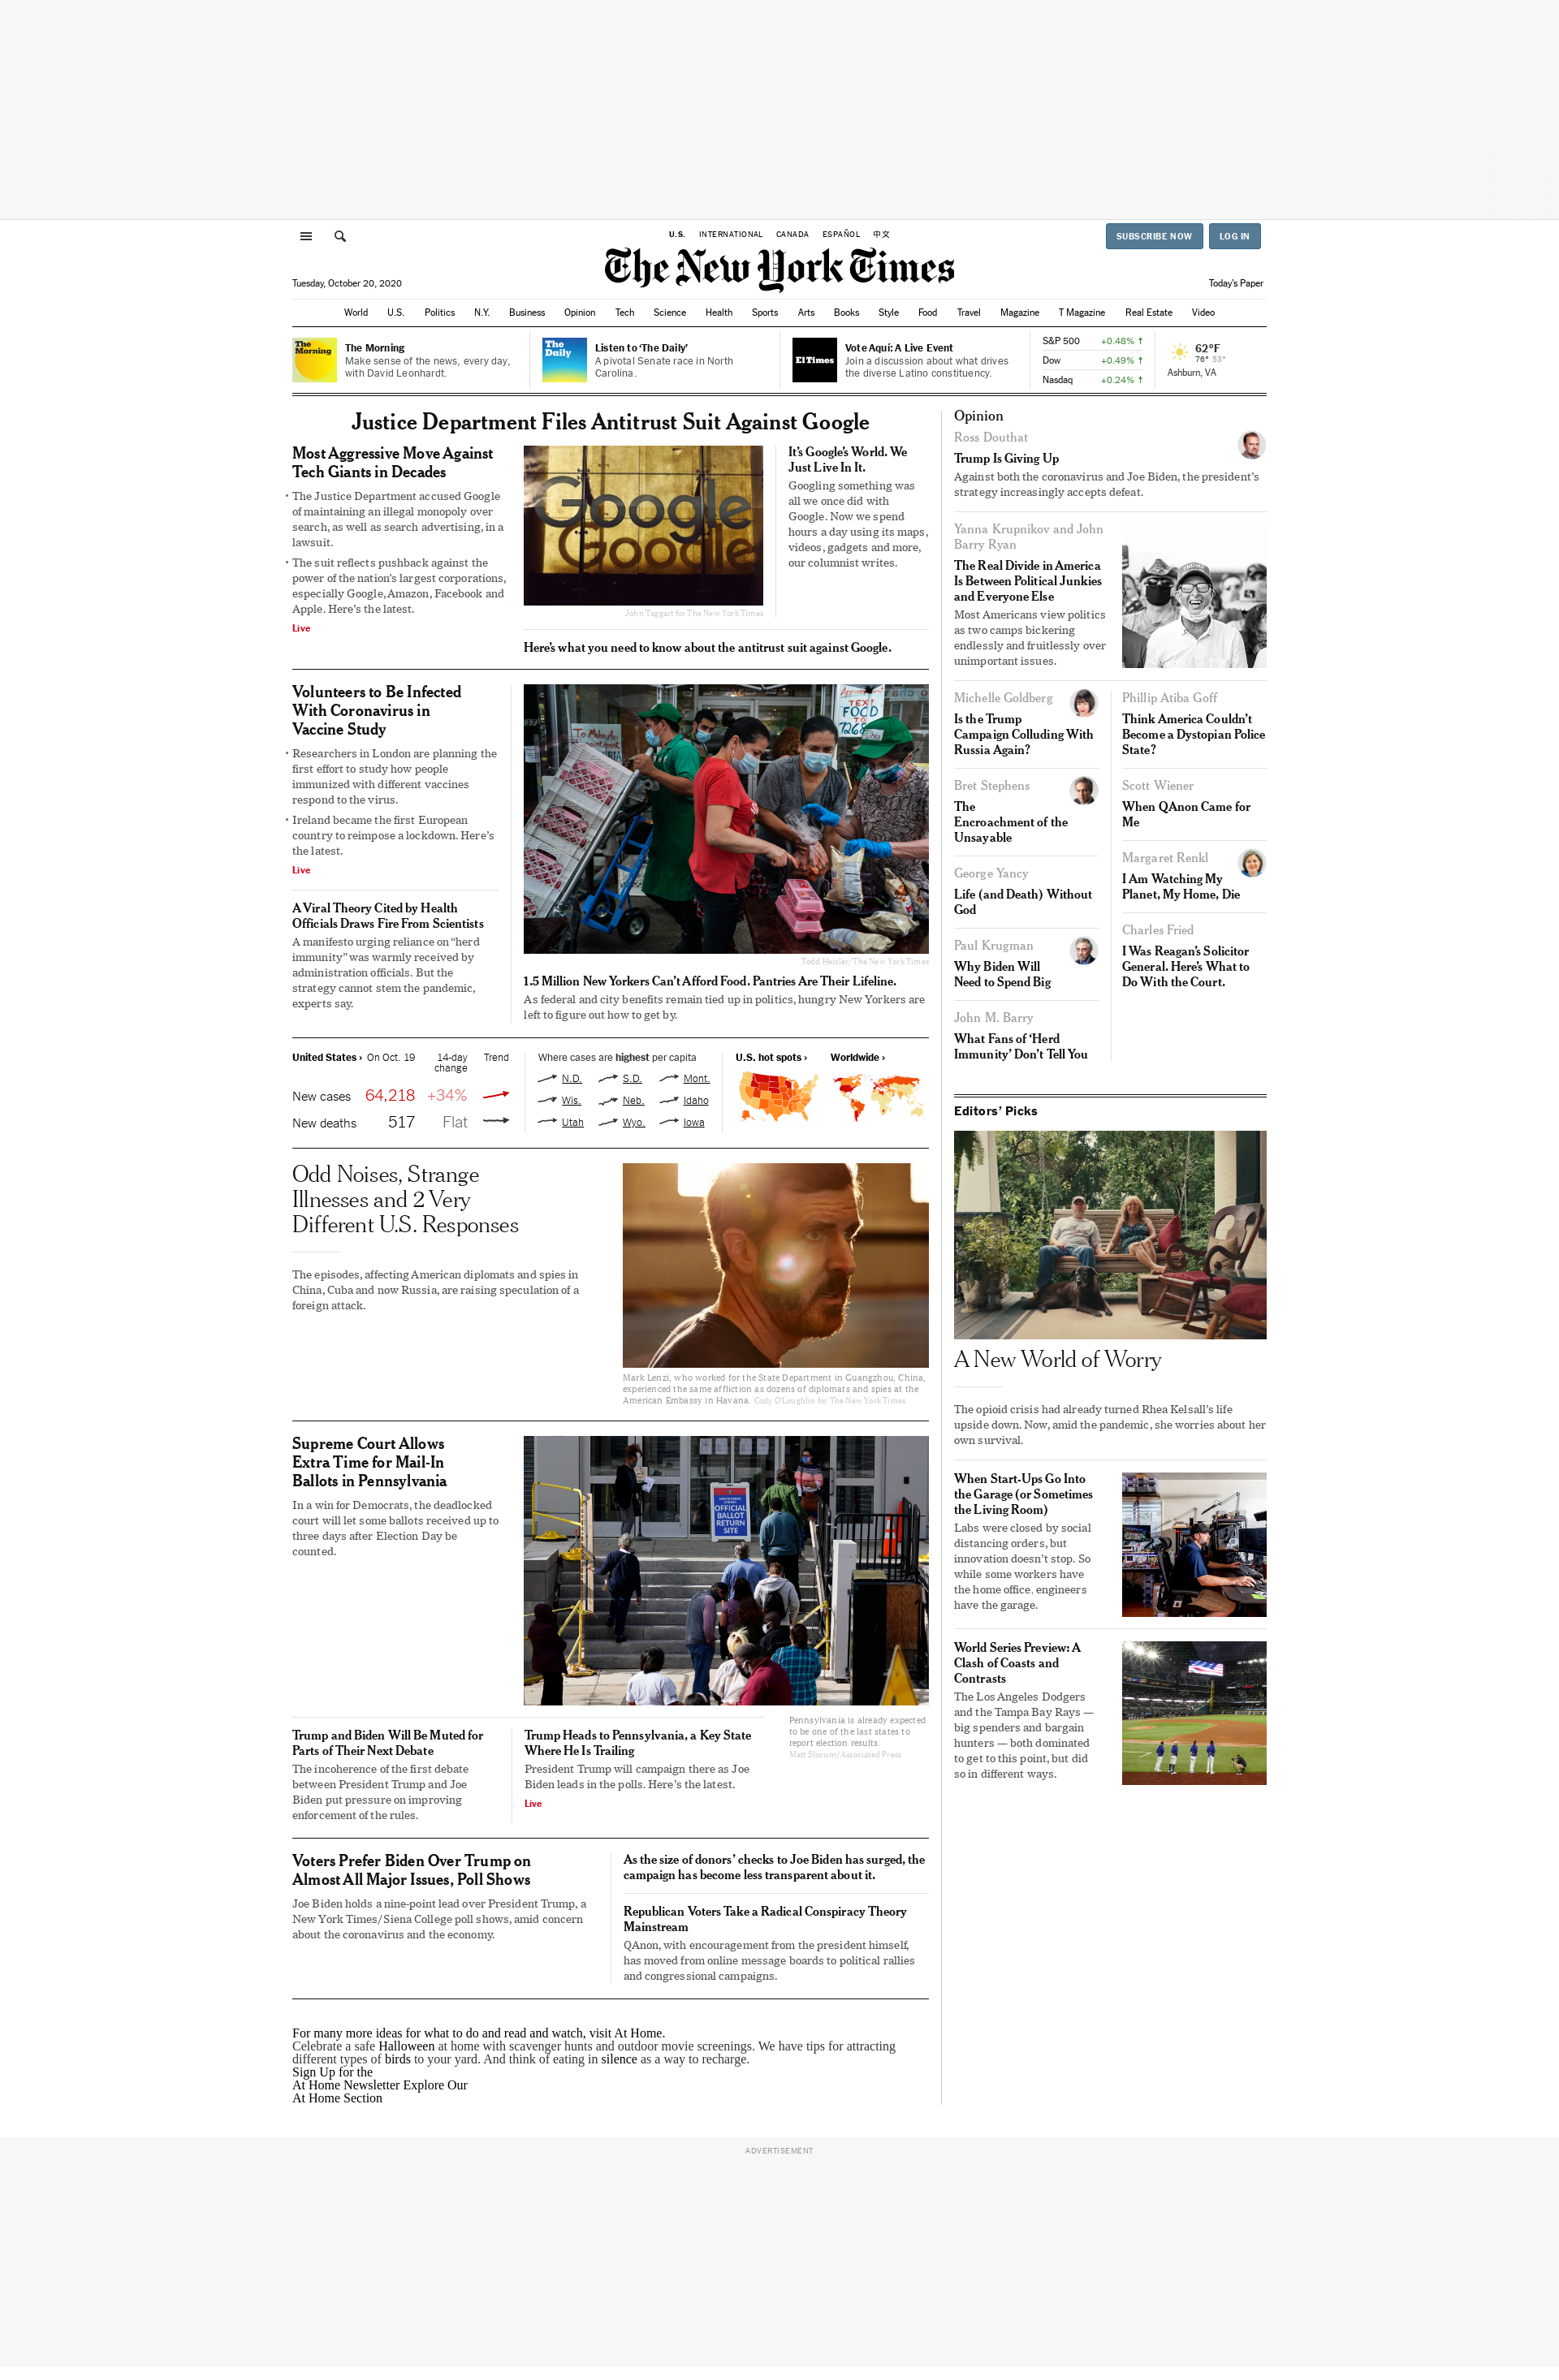 U.S. INTERNATIONAL CANADA ESPAÑOL 中文
SUBSCRIBE NOW LOG IN
The New York Times
Tuesday, October 20, 2020
Today's Paper
World U.S. Politics N.Y. Business Opinion Tech Science Health Sports Arts Books Style Food Travel Magazine T Magazine Real Estate Video
The Morning
The Morning
Make sense of the news, every day,
with David Leonhardt.
The Daily
Listen to ‘The Daily’
A pivotal Senate race in North
Carolina.
El Times
Vote Aquí: A Live Event
Join a discussion about what drives
the diverse Latino constituency.
S&P 500 +0.48% ↑
Dow +0.49% ↑
Nasdaq +0.24% ↑
62°F
76° 53°
Ashburn, VA
Justice Department Files Antitrust Suit Against Google
Most Aggressive Move Against
Tech Giants in Decades
• The Justice Department accused Google
of maintaining an illegal monopoly over
search, as well as search advertising, in a
lawsuit.
• The suit reflects pushback against the
power of the nation’s largest corporations,
especially Google, Amazon, Facebook and
Apple. Here’s the latest.
Live
Google
Google
John Taggart for The New York Times
It’s Google’s World. We
Just Live In It.
Googling something was
all we once did with
Google. Now we spend
hours a day using its maps,
videos, gadgets and more,
our columnist writes.
Here’s what you need to know about the antitrust suit against Google.
Volunteers to Be Infected
With Coronavirus in
Vaccine Study
• Researchers in London are planning the
first effort to study how people
immunized with different vaccines
respond to the virus.
• Ireland became the first European
country to reimpose a lockdown. Here’s
the latest.
Live
A Viral Theory Cited by Health
Officials Draws Fire From Scientists
A manifesto urging reliance on “herd
immunity” was warmly received by
administration officials. But the
strategy cannot stem the pandemic,
experts say.
TEXT
FOOD
Todd Heisler/The New York Times
1.5 Million New Yorkers Can’t Afford Food. Pantries Are Their Lifeline.
As federal and city benefits remain tied up in politics, hungry New Yorkers are
left to figure out how to get by.
United States › On Oct. 19 14-day change Trend
New cases 64,218 +34%
New deaths 517 Flat
Where cases are highest per capita
N.D. S.D. Mont.
Wis. Neb. Idaho
Utah Wyo. Iowa
U.S. hot spots › Worldwide ›
Odd Noises, Strange
Illnesses and 2 Very
Different U.S. Responses
The episodes, affecting American diplomats and spies in
China, Cuba and now Russia, are raising speculation of a
foreign attack.
Mark Lenzi, who worked for the State Department in Guangzhou, China,
experienced the same affliction as dozens of diplomats and spies at the
American Embassy in Havana. Cody O’Loughlin for The New York Times
Supreme Court Allows
Extra Time for Mail-In
Ballots in Pennsylvania
In a win for Democrats, the deadlocked
court will let some ballots received up to
three days after Election Day be
counted.
OFFICIAL
BALLOT
RETURN
SITE
Pennsylvania is already expected
to be one of the last states to
report election results.
Matt Slocum/Associated Press
Trump and Biden Will Be Muted for
Parts of Their Next Debate
The incoherence of the first debate
between President Trump and Joe
Biden put pressure on improving
enforcement of the rules.
Trump Heads to Pennsylvania, a Key State
Where He Is Trailing
President Trump will campaign there as Joe
Biden leads in the polls. Here’s the latest.
Live
Voters Prefer Biden Over Trump on
Almost All Major Issues, Poll Shows
Joe Biden holds a nine-point lead over President Trump, a
New York Times/Siena College poll shows, amid concern
about the coronavirus and the economy.
As the size of donors’ checks to Joe Biden has surged, the
campaign has become less transparent about it.
Republican Voters Take a Radical Conspiracy Theory
Mainstream
QAnon, with encouragement from the president himself,
has moved from online message boards to political rallies
and congressional campaigns.
For many more ideas for what to do and read and watch, visit At Home.
Celebrate a safe Halloween at home with scavenger hunts and outdoor movie screenings. We have tips for attracting
different types of birds to your yard. And think of eating in silence as a way to recharge.
Sign Up for the
At Home Newsletter Explore Our
At Home Section
Opinion
Ross Douthat
Trump Is Giving Up
Against both the coronavirus and Joe Biden, the president’s
strategy increasingly accepts defeat.
Yanna Krupnikov and John
Barry Ryan
The Real Divide in America
Is Between Political Junkies
and Everyone Else
Most Americans view politics
as two camps bickering
endlessly and fruitlessly over
unimportant issues.
Michelle Goldberg
Is the Trump
Campaign Colluding With
Russia Again?
Bret Stephens
The
Encroachment of the
Unsayable
George Yancy
Life (and Death) Without
God
Paul Krugman
Why Biden Will
Need to Spend Big
John M. Barry
What Fans of ‘Herd
Immunity’ Don’t Tell You
Phillip Atiba Goff
Think America Couldn’t
Become a Dystopian Police
State?
Scott Wiener
When QAnon Came for
Me
Margaret Renkl
I Am Watching My
Planet, My Home, Die
Charles Fried
I Was Reagan’s Solicitor
General. Here’s What to
Do With the Court.
Editors’ Picks
A New World of Worry
The opioid crisis had already turned Rhea Kelsall’s life
upside down. Now, amid the pandemic, she worries about her
own survival.
When Start-Ups Go Into
the Garage (or Sometimes
the Living Room)
Labs were closed by social
distancing orders, but
innovation doesn’t stop. So
while some workers have
the home office, engineers
have the garage.
World Series Preview: A
Clash of Coasts and
Contrasts
The Los Angeles Dodgers
and the Tampa Bay Rays —
big spenders and bargain
hunters — both dominated
to get to this point, but did
so in different ways.
ADVERTISEMENT